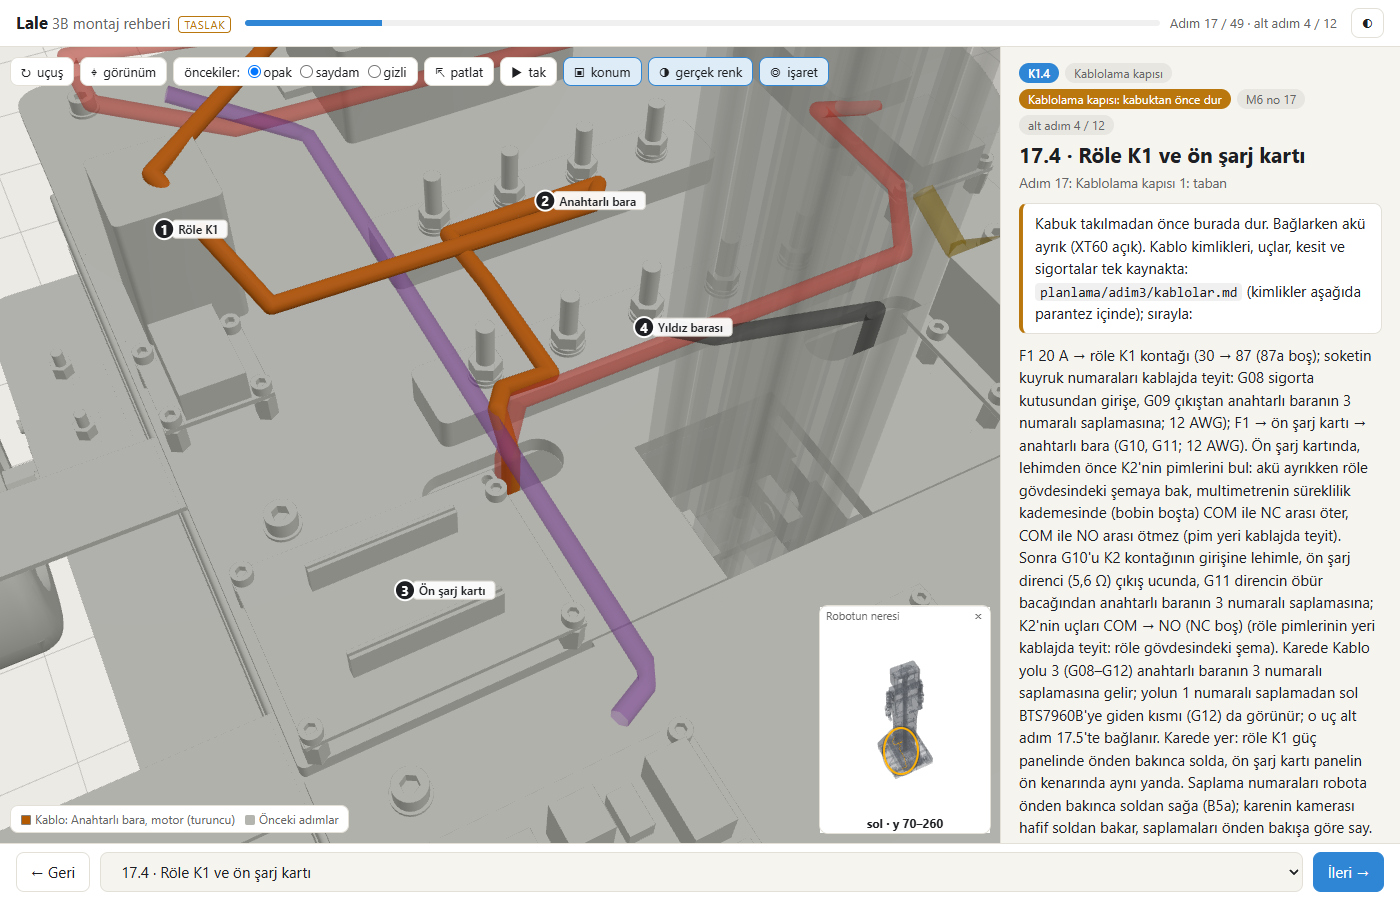 Lale 3B montaj rehberi TASLAK
Adım 17 / 49 · alt adım 4 / 12
↻ uçuş
⌖ görünüm
öncekiler: opak saydam gizli
⇱ patlat
▶ tak
▣ konum
◑ gerçek renk
◎ işaret
1 Röle K1
2 Anahtarlı bara
3 Ön şarj kartı
4 Yıldız barası
Robotun neresi ×
sol · y 70–260
Kablo: Anahtarlı bara, motor (turuncu) Önceki adımlar
K1.4 Kablolama kapısı
Kablolama kapısı: kabuktan önce dur M6 no 17
alt adım 4 / 12
17.4 · Röle K1 ve ön şarj kartı
Adım 17: Kablolama kapısı 1: taban
Kabuk takılmadan önce burada dur. Bağlarken akü
ayrık (XT60 açık). Kablo kimlikleri, uçlar, kesit ve
sigortalar tek kaynakta:
planlama/adim3/kablolar.md (kimlikler aşağıda
parantez içinde); sırayla:
F1 20 A → röle K1 kontağı (30 → 87 (87a boş); soketin
kuyruk numaraları kablajda teyit: G08 sigorta
kutusundan girişe, G09 çıkıştan anahtarlı baranın 3
numaralı saplamasına; 12 AWG); F1 → ön şarj kartı →
anahtarlı bara (G10, G11; 12 AWG). Ön şarj kartında,
lehimden önce K2'nin pimlerini bul: akü ayrıkken röle
gövdesindeki şemaya bak, multimetrenin süreklilik
kademesinde (bobin boşta) COM ile NC arası öter,
COM ile NO arası ötmez (pim yeri kablajda teyit).
Sonra G10'u K2 kontağının girişine lehimle, ön şarj
direnci (5,6 Ω) çıkış ucunda, G11 direncin öbür
bacağından anahtarlı baranın 3 numaralı saplamasına;
K2'nin uçları COM → NO (NC boş) (röle pimlerinin yeri
kablajda teyit: röle gövdesindeki şema). Karede Kablo
yolu 3 (G08–G12) anahtarlı baranın 3 numaralı
saplamasına gelir; yolun 1 numaralı saplamadan sol
BTS7960B'ye giden kısmı (G12) da görünür; o uç alt
adım 17.5'te bağlanır. Karede yer: röle K1 güç
panelinde önden bakınca solda, ön şarj kartı panelin
ön kenarında aynı yanda. Saplama numaraları robota
önden bakınca soldan sağa (B5a); karenin kamerası
hafif soldan bakar, saplamaları önden bakışa göre say.
← Geri
17.4 · Röle K1 ve ön şarj kartı
İleri →